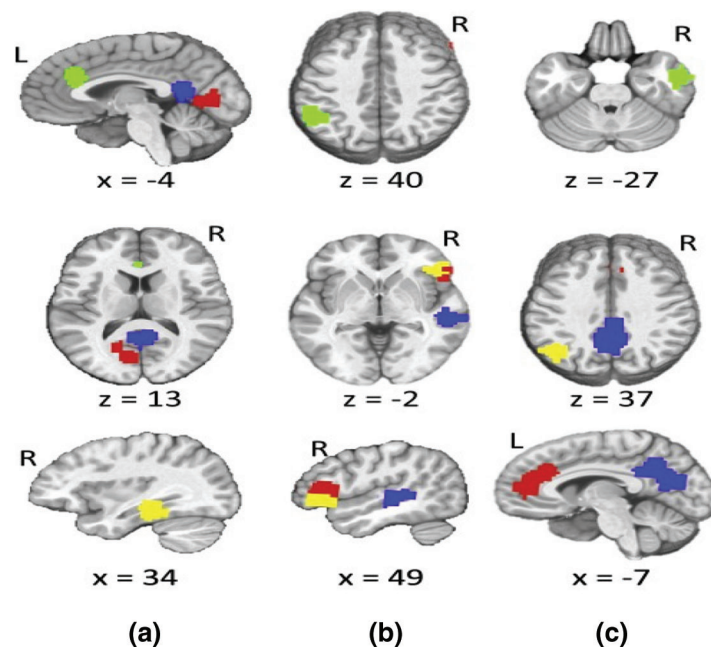 L R R
x = -4 z = 40 z = -27
R R R
z = 13 z = -2 z = 37
R R L
x = 34 x = 49 x = -7
(a) (b) (c)